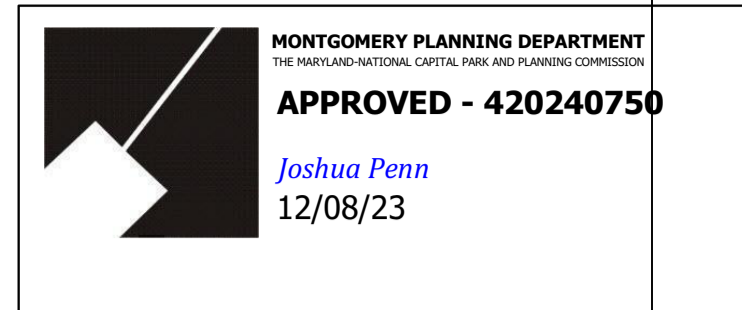 MONTGOMERY PLANNING DEPARTMENT
THE MARYLAND-NATIONAL CAPITAL PARK AND PLANNING COMMISSION
APPROVED - 420240750
Joshua Penn
12/08/23